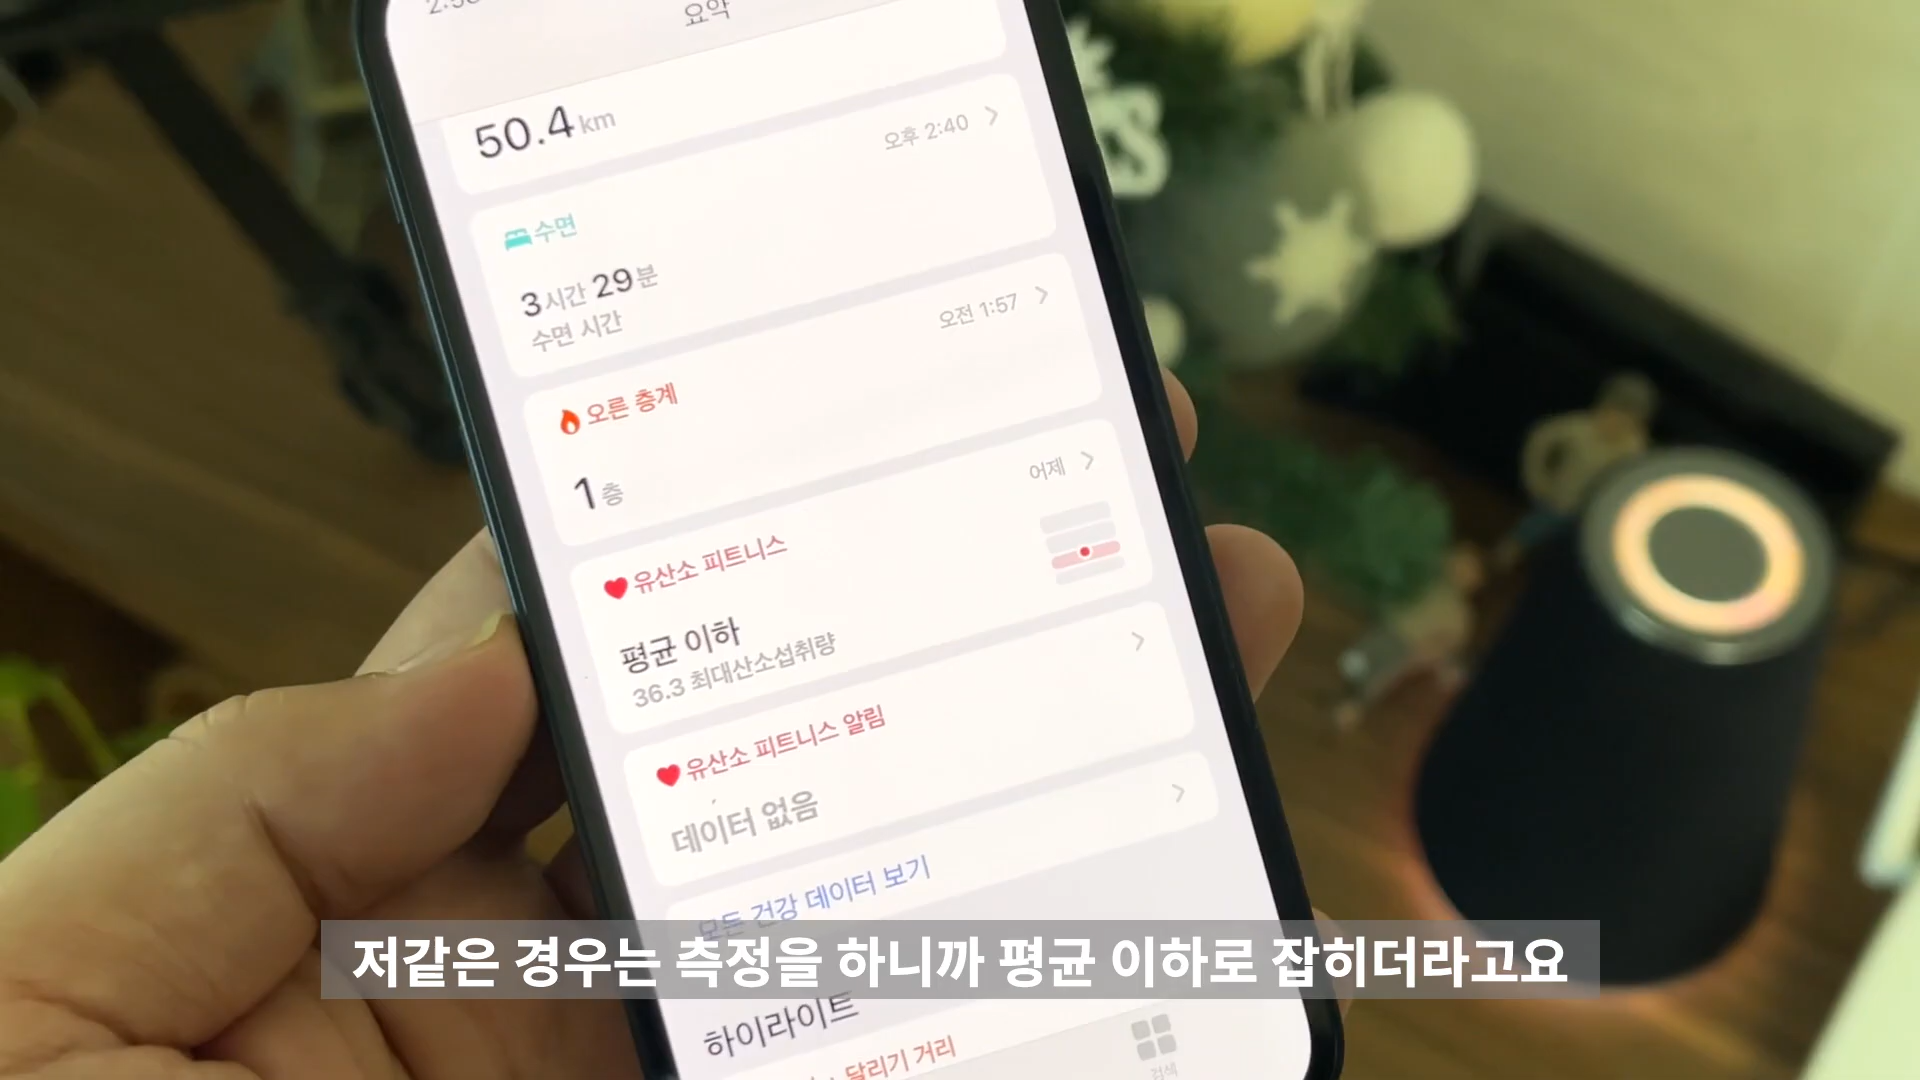 요약
50.4 km
오후 2:40
수면
3시간 29분
수면 시간
오전 1:57
오른 층계
1층
어제
유산소 피트니스
평균 이하
36.3 최대산소섭취량
유산소 피트니스 알림
데이터 없음
모든 건강 데이터 보기
저같은 경우는 측정을 하니까 평균 이하로 잡히더라고요
하이라이트
달리기 거리
검색